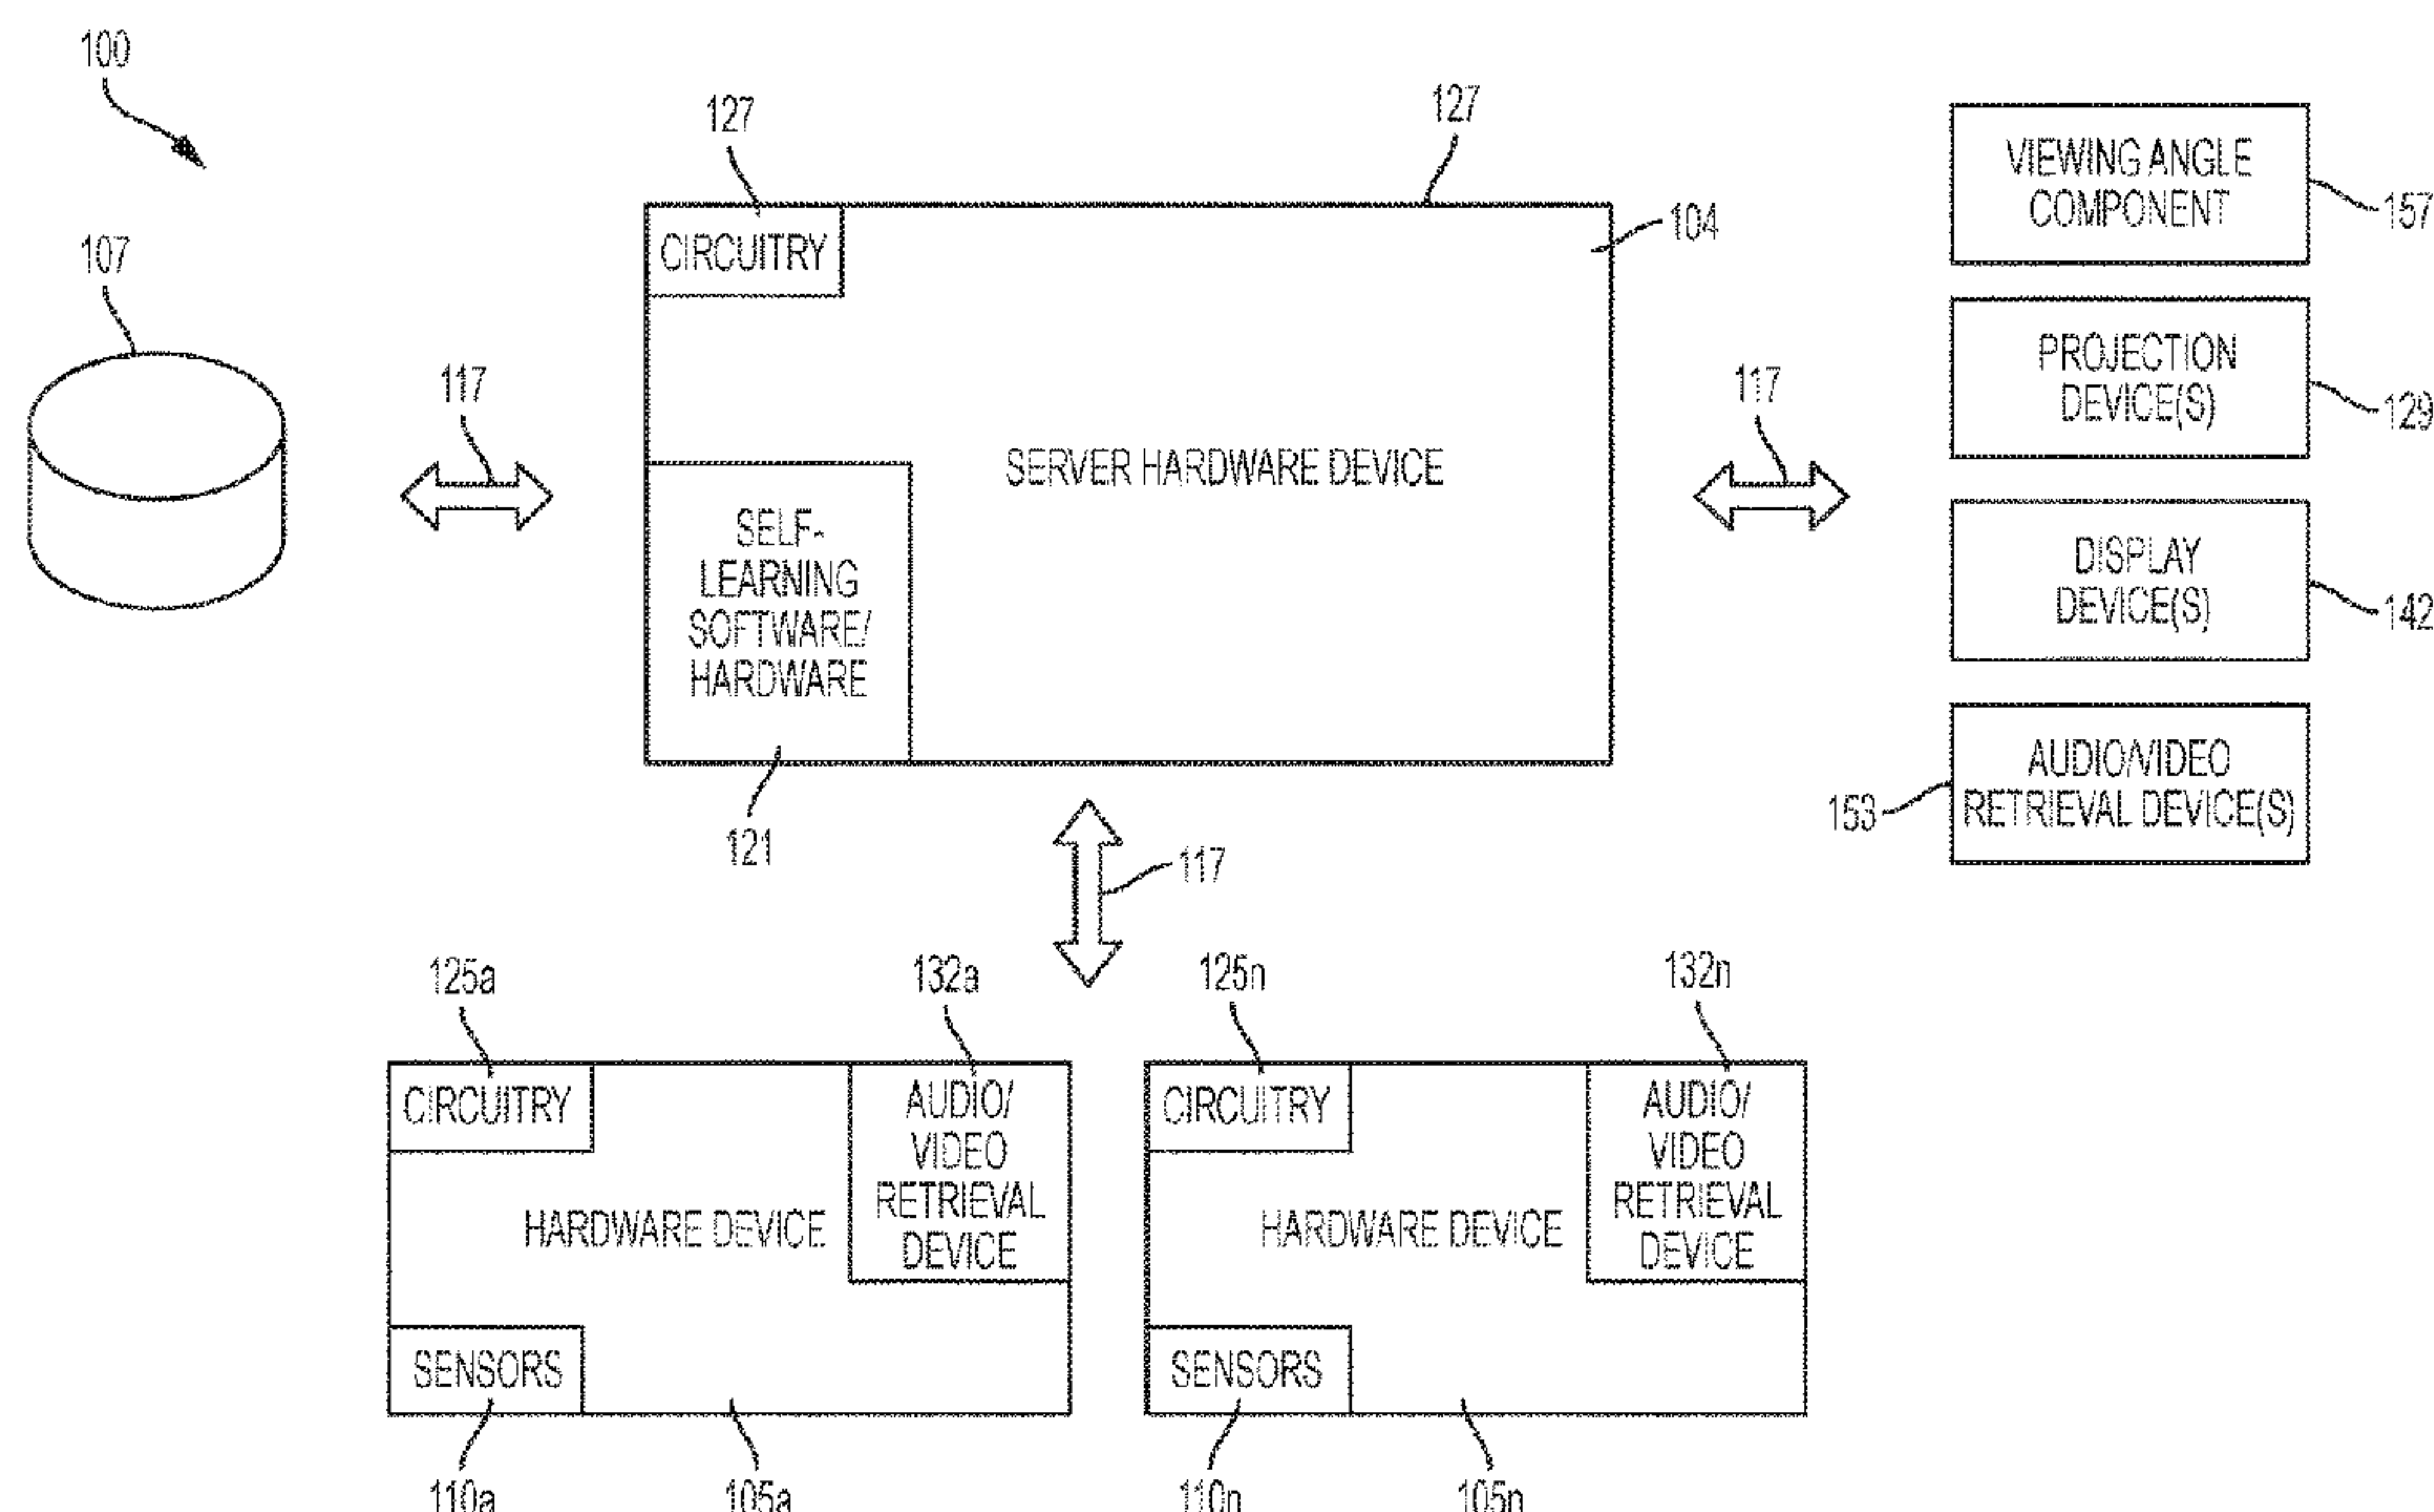 100
127
127
VIEWING ANGLE
COMPONENT
157
104
CIRCUITRY
107
PROJECTION
DEVICE(S)
129
117
117
SERVER HARDWARE DEVICE
SELF-
LEARNING
SOFTWARE/
HARDWARE
DISPLAY
DEVICE(S)
142
AUDIO/VIDEO
RETRIEVAL DEVICE(S)
153
121
117
125a
132a
125n
132n
CIRCUITRY
AUDIO/
VIDEO
RETRIEVAL
DEVICE
HARDWARE DEVICE
SENSORS
CIRCUITRY
AUDIO/
VIDEO
RETRIEVAL
DEVICE
HARDWARE DEVICE
SENSORS
110a
105a
110n
105n